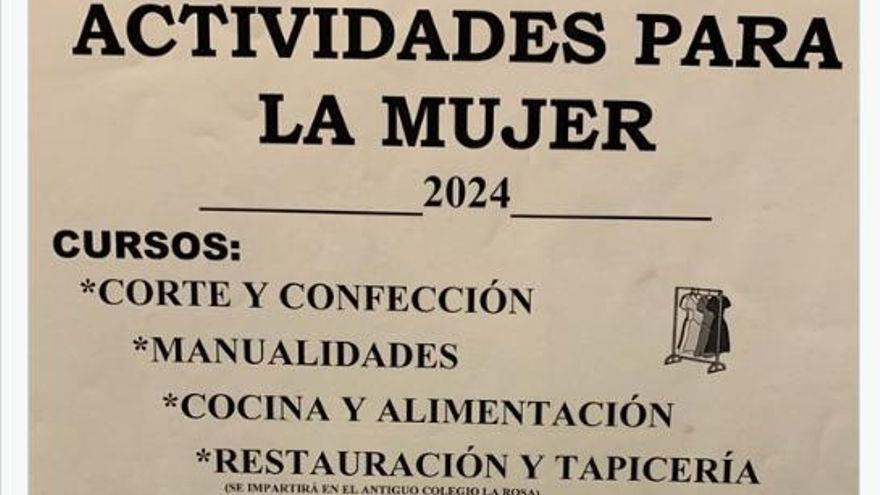 ACTIVIDADES PARA
LA MUJER
2024
CURSOS:
*CORTE Y CONFECCIÓN
*MANUALIDADES
*COCINA Y ALIMENTACIÓN
*RESTAURACIÓN Y TAPICERÍA
(SE IMPARTIRÁ EN EL ANTIGUO COLEGIO LA ROSA)